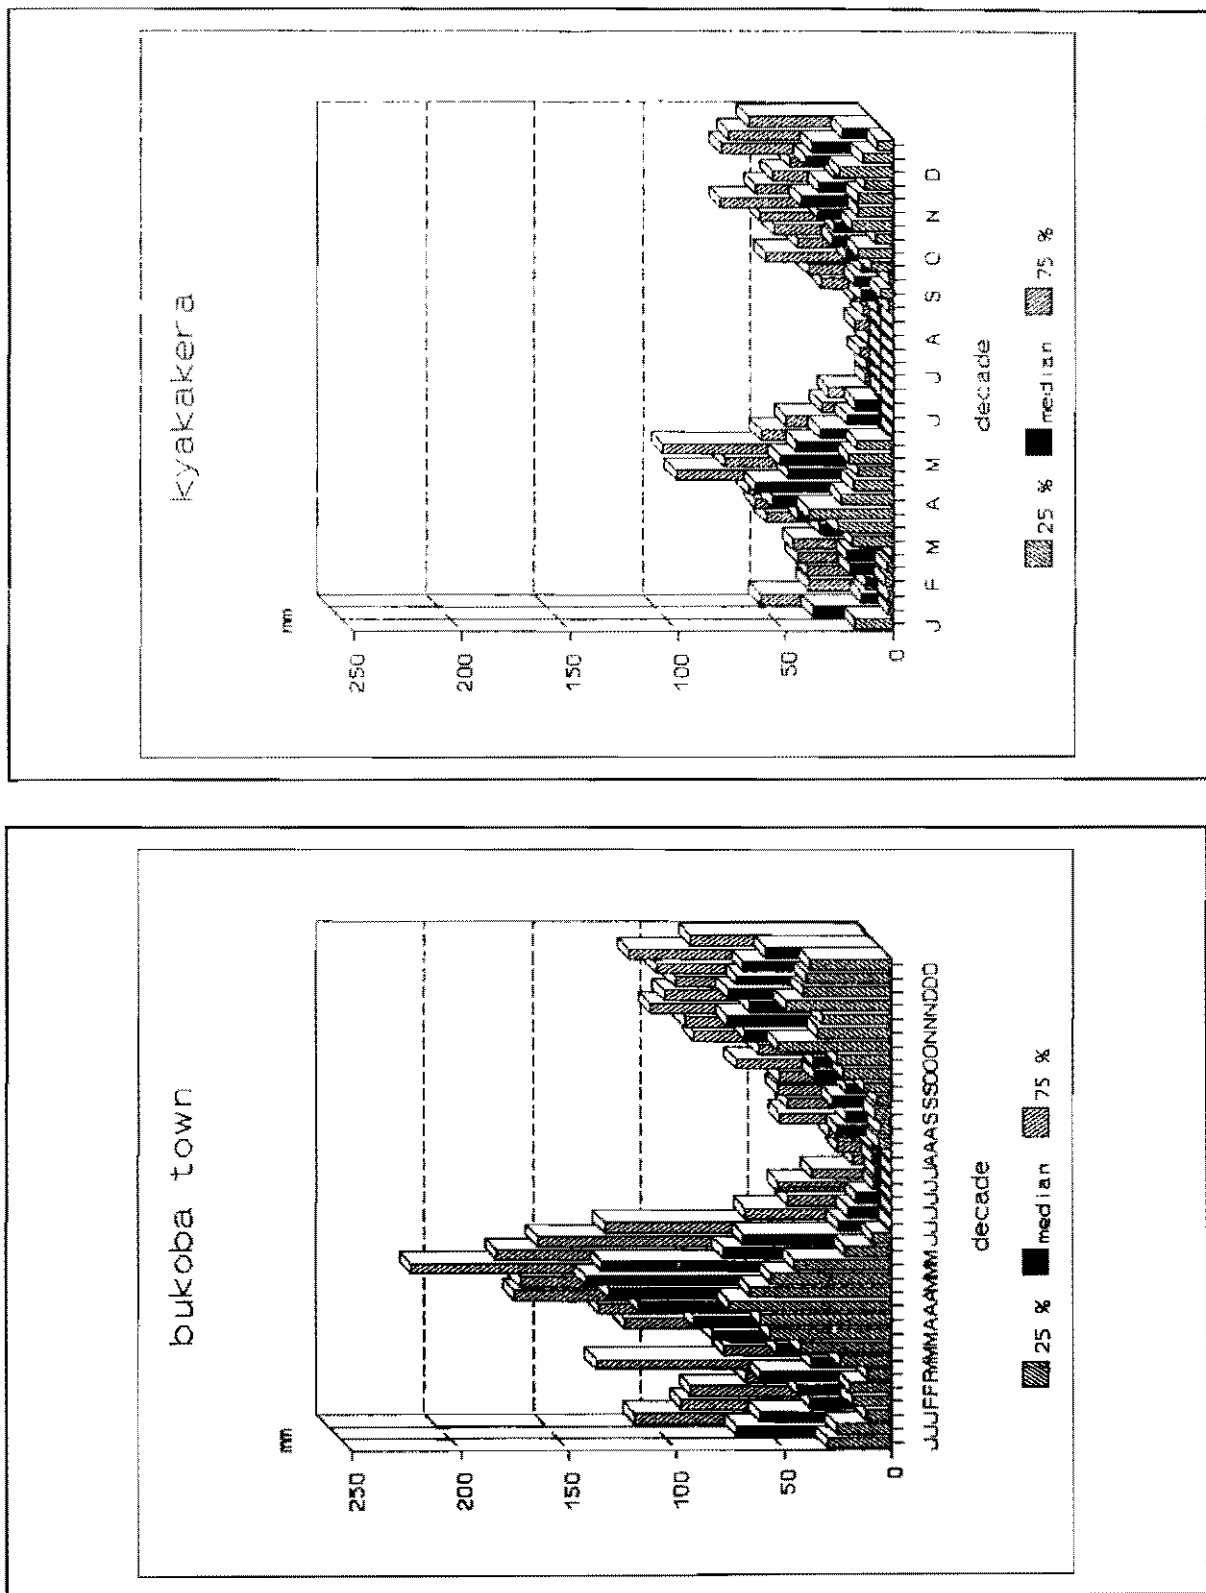 bukoba town
mm
250
200
150
100
50
0
JJJFFFMMMAAAMMMJJJJJJAAASSSOOONNNDDD
decade
25 % median 75 %
kyakakera
mm
250
200
150
100
50
0
J F M A M J J A S O N D
decade
25 % median 75 %